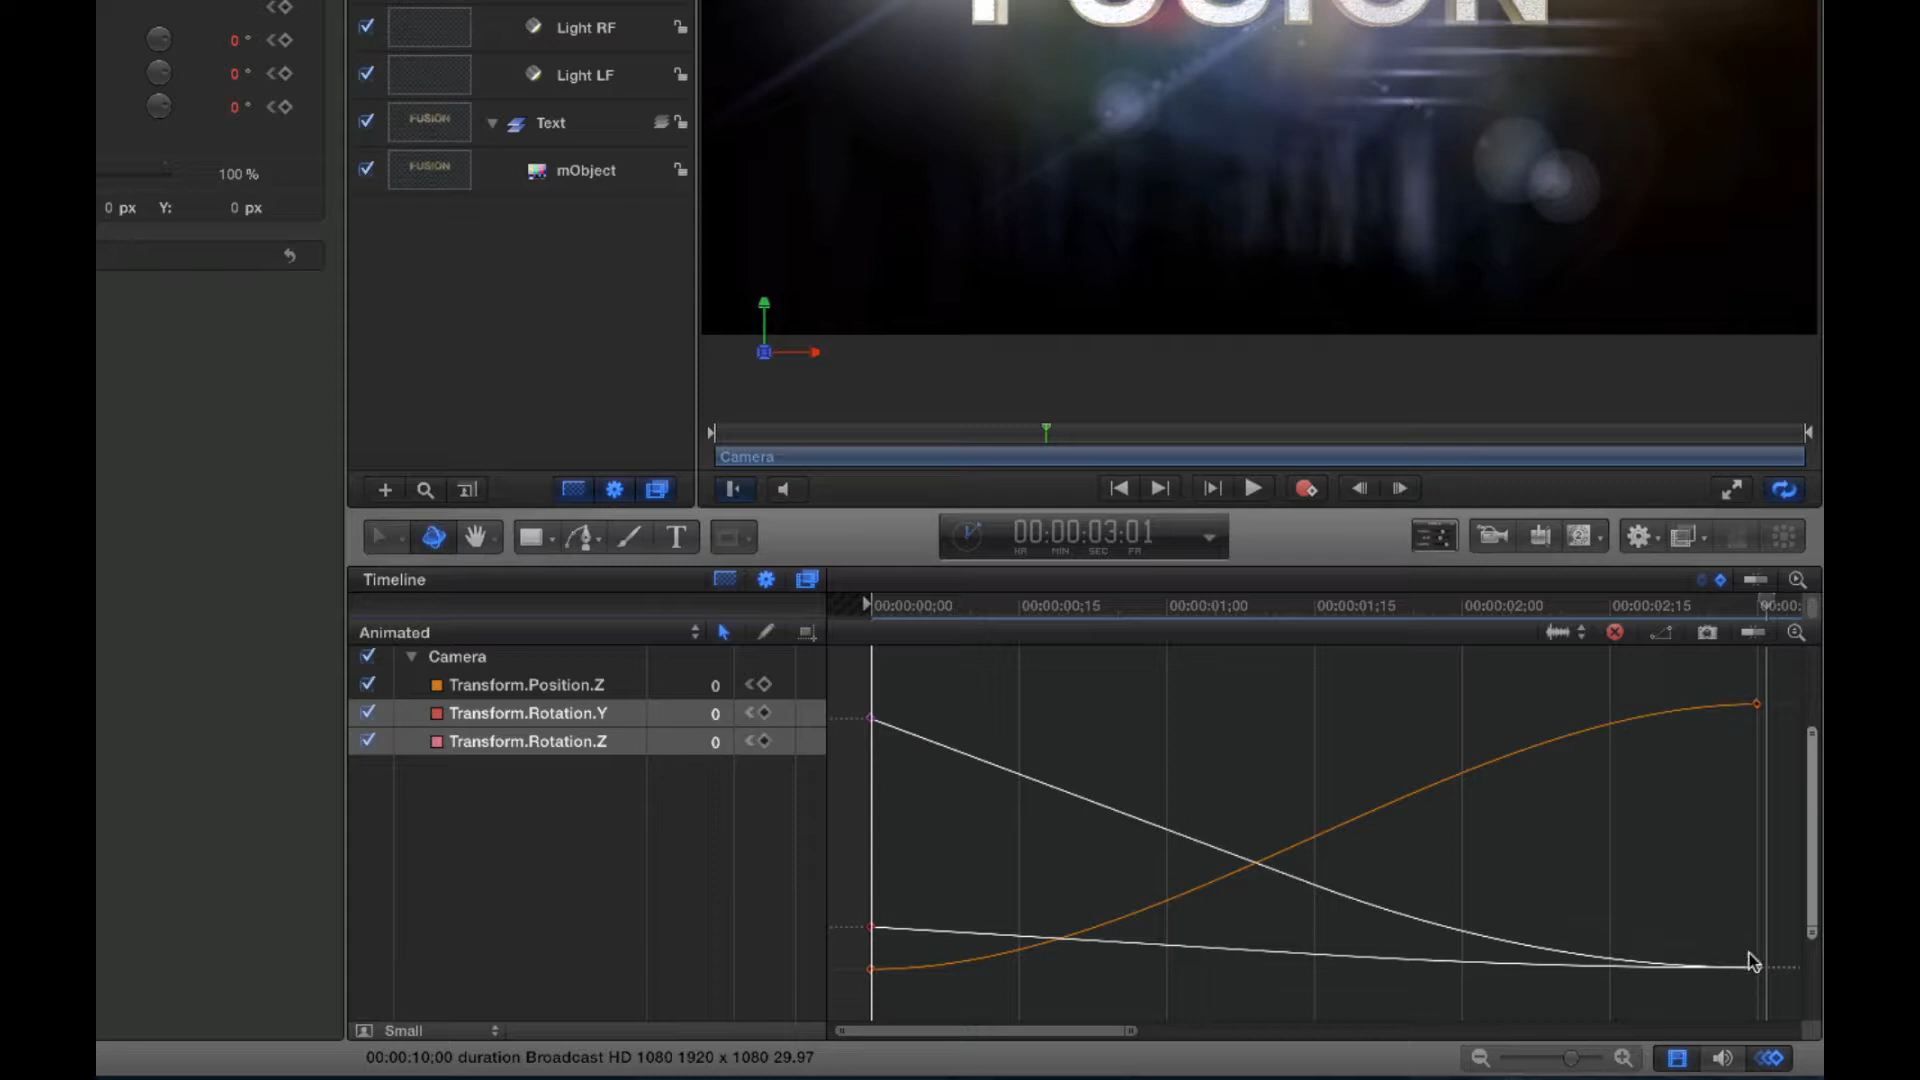 FUSION
Light RF
0 °
0 °
Light LF
0 °
FUSION
Text
FUSION
mObject
100 %
0 px Y: 0 px
Camera
T
00:00:03:01
HR MIN SEC FR
Timeline
00:00:00;00 00:00:00;15 00:00:01;00 00:00:01;15 00:00:02;00 00:00:02;15 00:00:
Animated
Camera
Transform.Position.Z 0
Transform.Rotation.Y 0
Transform.Rotation.Z 0
Small
00:00:10;00 duration Broadcast HD 1080 1920 x 1080 29.97